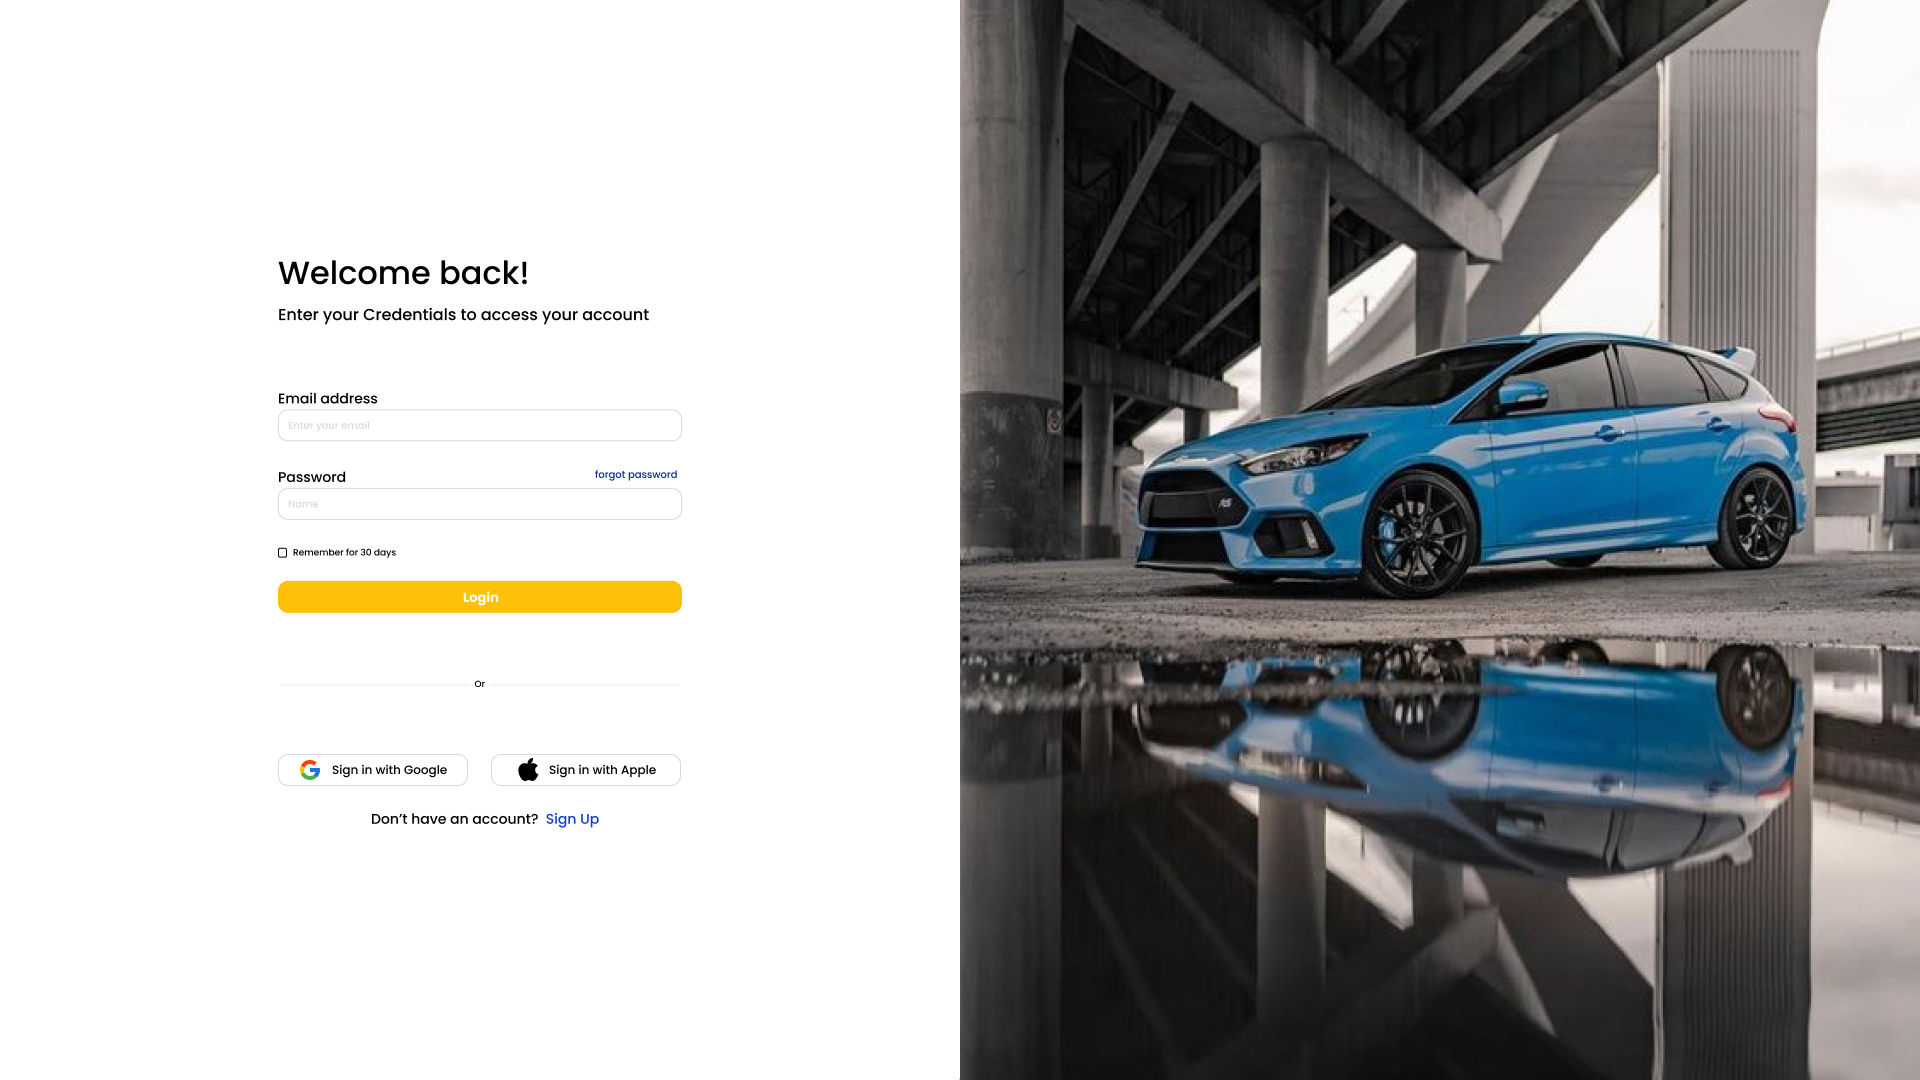 Welcome back!
Enter your Credentials to access your account
Email address
Enter your email
Password
forgot password
Name
Remember for 30 days
Login
Or
Sign in with Google
Sign in with Apple
Don’t have an account? Sign Up
RS